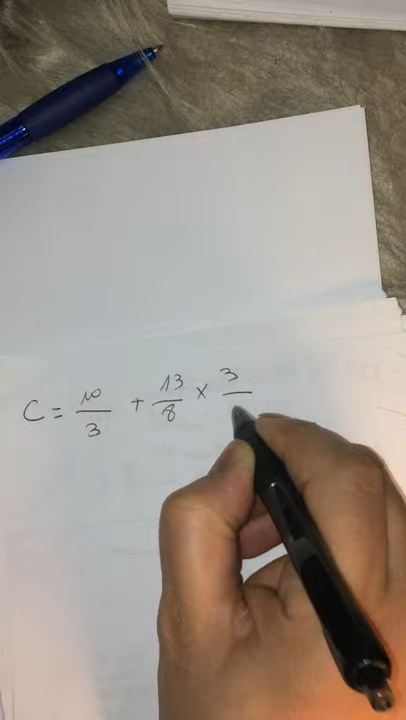 C = 10/3 + 13/8 × 3/